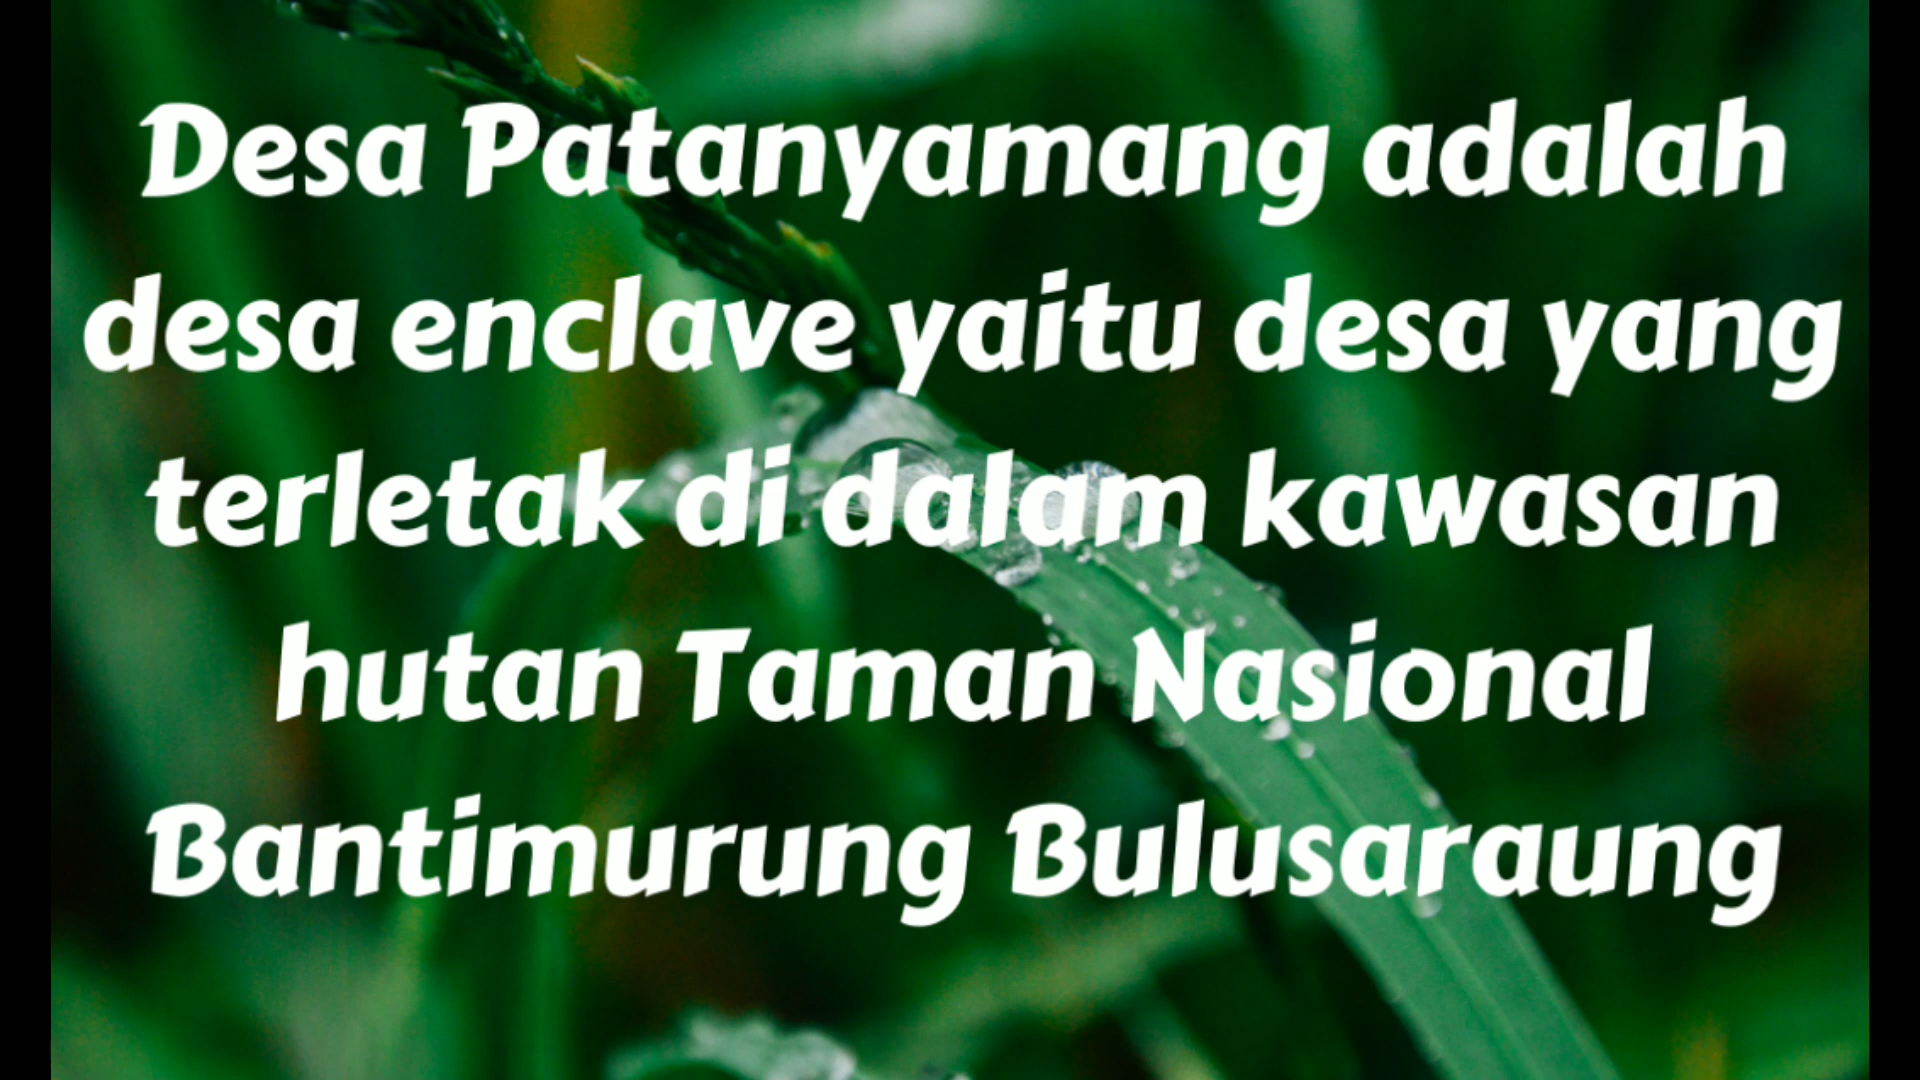 Desa Patanyamang adalah
desa enclave yaitu desa yang
terletak di dalam kawasan
hutan Taman Nasional
Bantimurung Bulusaraung